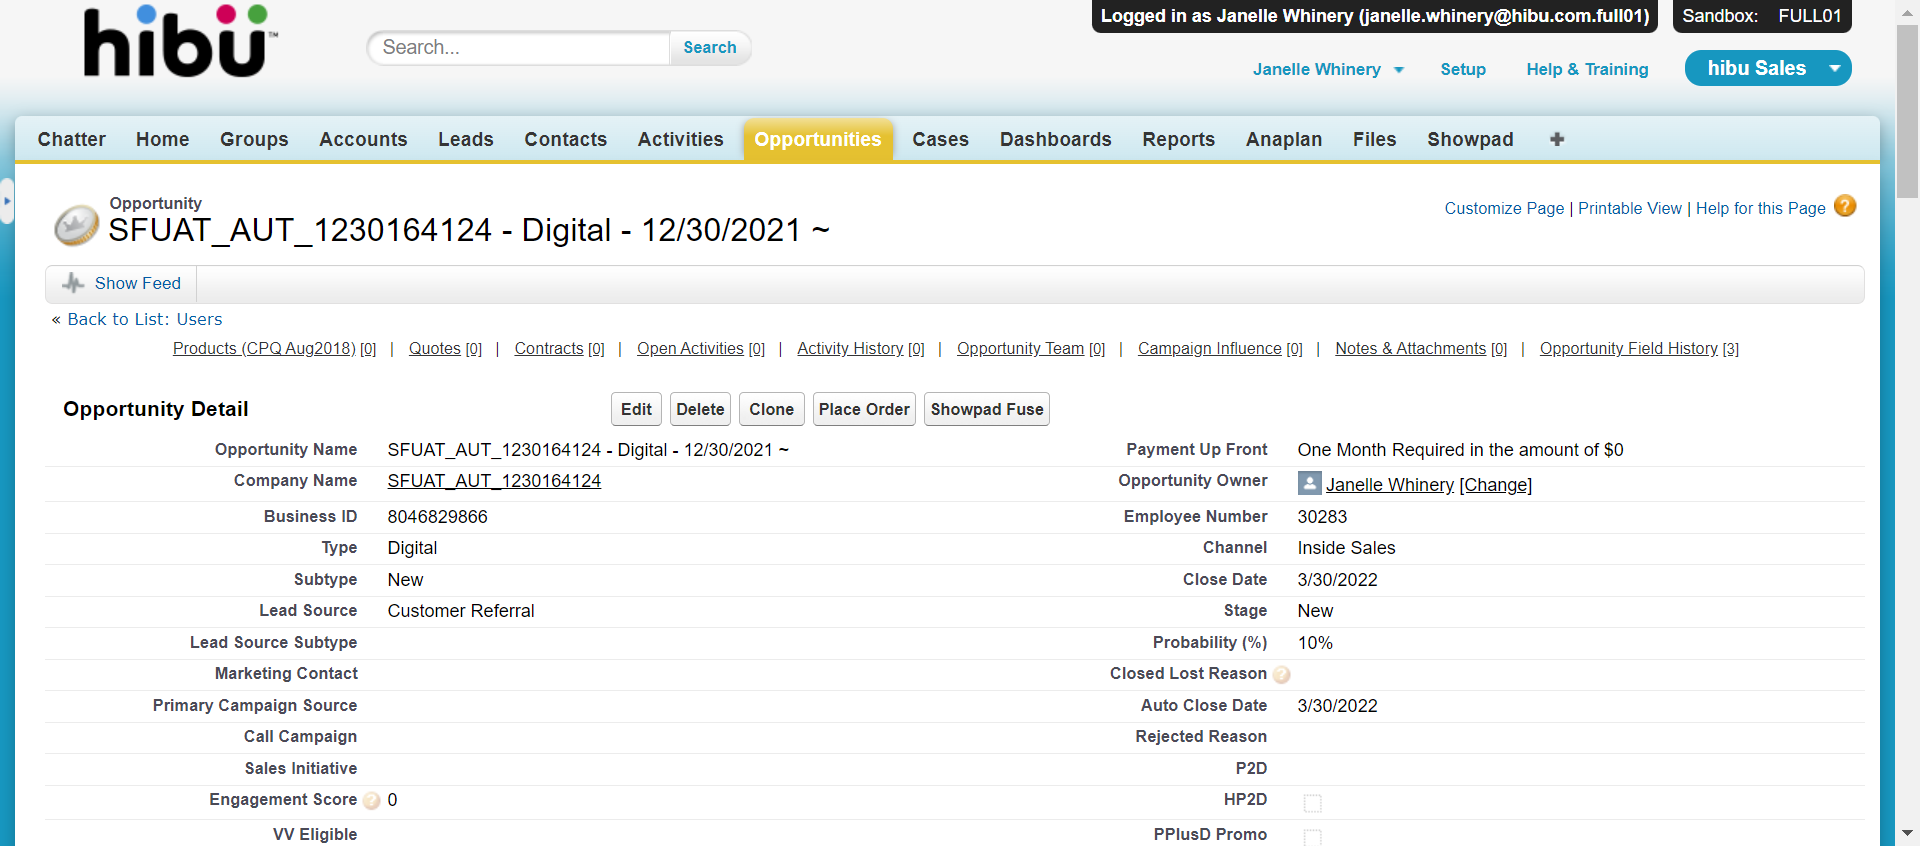 hibu™
Search...
Search
Logged in as Janelle Whinery (janelle.whinery@hibu.com.full01)
Sandbox: FULL01
Janelle Whinery
Setup
Help & Training
hibu Sales
Chatter Home Groups Accounts Leads Contacts Activities Opportunities Cases Dashboards Reports Anaplan Files Showpad
Opportunity
SFUAT_AUT_1230164124 - Digital - 12/30/2021 ~
Customize Page | Printable View | Help for this Page ?
Show Feed
« Back to List: Users
Products (CPQ Aug2018) [0] | Quotes [0] | Contracts [0] | Open Activities [0] | Activity History [0] | Opportunity Team [0] | Campaign Influence [0] | Notes & Attachments [0] | Opportunity Field History [3]
Opportunity Detail
Edit Delete Clone Place Order Showpad Fuse
Opportunity Name SFUAT_AUT_1230164124 - Digital - 12/30/2021 ~ Payment Up Front One Month Required in the amount of $0
Company Name SFUAT_AUT_1230164124 Opportunity Owner Janelle Whinery [Change]
Business ID 8046829866 Employee Number 30283
Type Digital Channel Inside Sales
Subtype New Close Date 3/30/2022
Lead Source Customer Referral Stage New
Lead Source Subtype Probability (%) 10%
Marketing Contact Closed Lost Reason ?
Primary Campaign Source Auto Close Date 3/30/2022
Call Campaign Rejected Reason
Sales Initiative P2D
Engagement Score ? 0 HP2D
VV Eligible PPlusD Promo